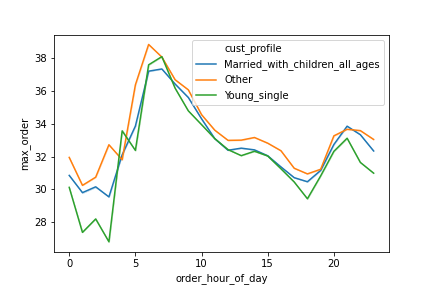 cust_profile
Married_with_children_all_ages
Other
Young_single
max_order
38
36
34
32
30
28
0
5
10
15
20
order_hour_of_day